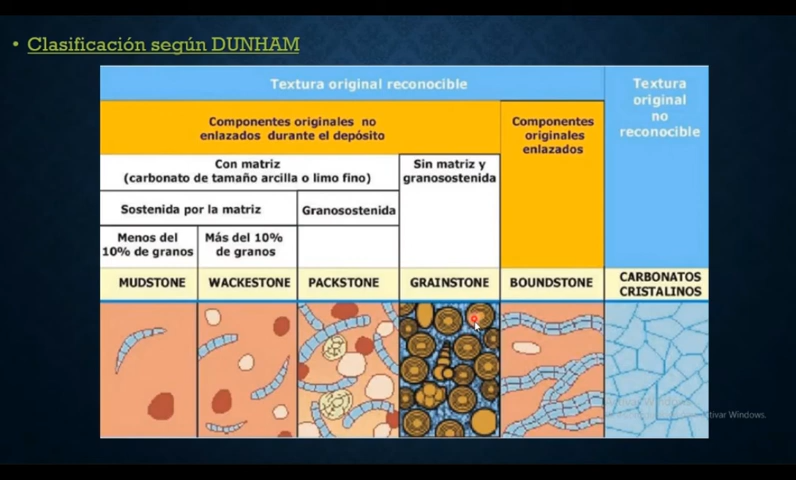 • Clasificación según DUNHAM
Textura original reconocible
Textura
original
no
reconocible
Componentes originales no
enlazados durante el depósito
Componentes
originales
enlazados
Con matriz
(carbonato de tamaño arcilla o limo fino)
Sin matriz y
granosostenida
Sostenida por la matriz
Granosostenida
Menos del
10% de granos
Más del 10%
de granos
MUDSTONE
WACKESTONE
PACKSTONE
GRAINSTONE
BOUNDSTONE
CARBONATOS
CRISTALINOS